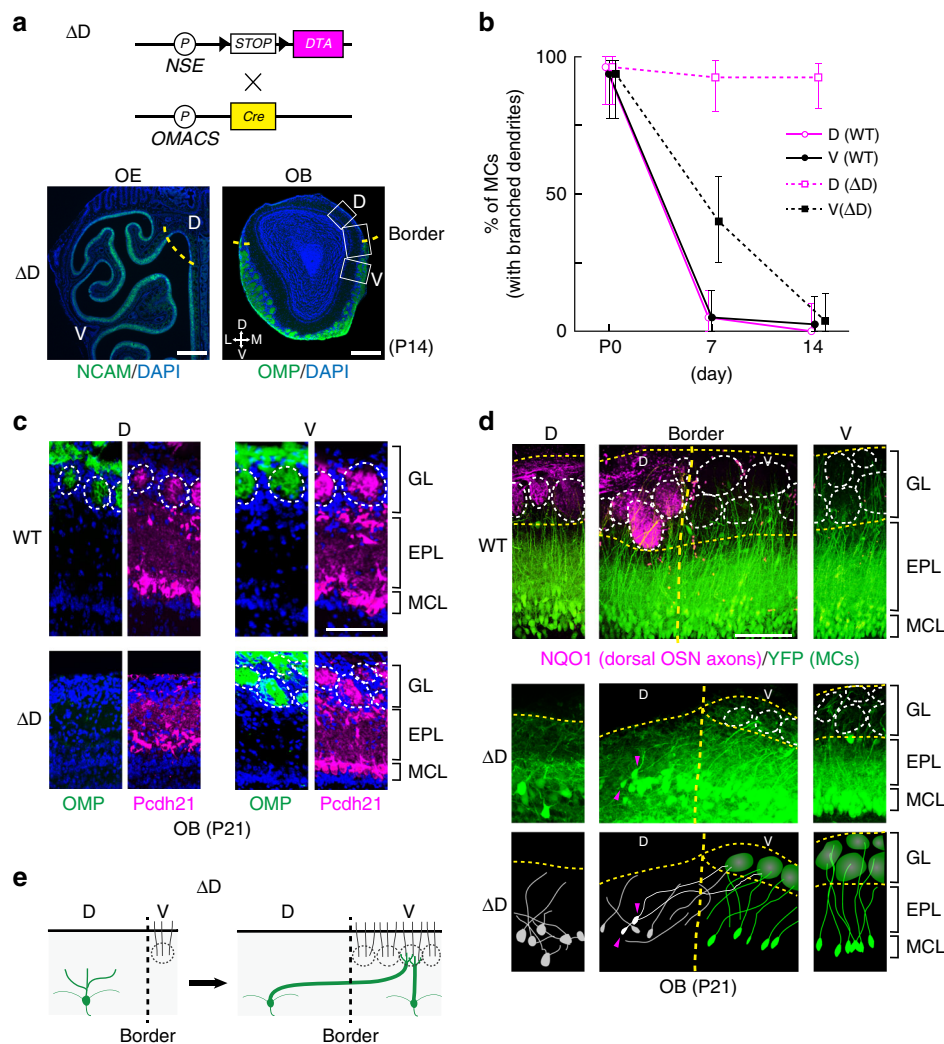 a
ΔD
P
STOP
DTA
NSE
×
P
Cre
OMACS
OE
OB
D
D
Border
ΔD
V
V
D
L M
V
(P14)
NCAM/DAPI
OMP/DAPI
b
% of MCs
(with branched dendrites)
100
50
0
P0 7 14
(day)
D (WT)
V (WT)
D (ΔD)
V(ΔD)
c
D
V
WT
GL
EPL
MCL
ΔD
GL
EPL
MCL
OMP
Pcdh21
OMP
Pcdh21
OB (P21)
d
D
Border
V
D
V
WT
GL
EPL
MCL
NQO1 (dorsal OSN axons)/YFP (MCs)
D
V
ΔD
GL
EPL
MCL
D
V
ΔD
GL
EPL
MCL
OB (P21)
e
ΔD
D
V
D
V
Border
Border